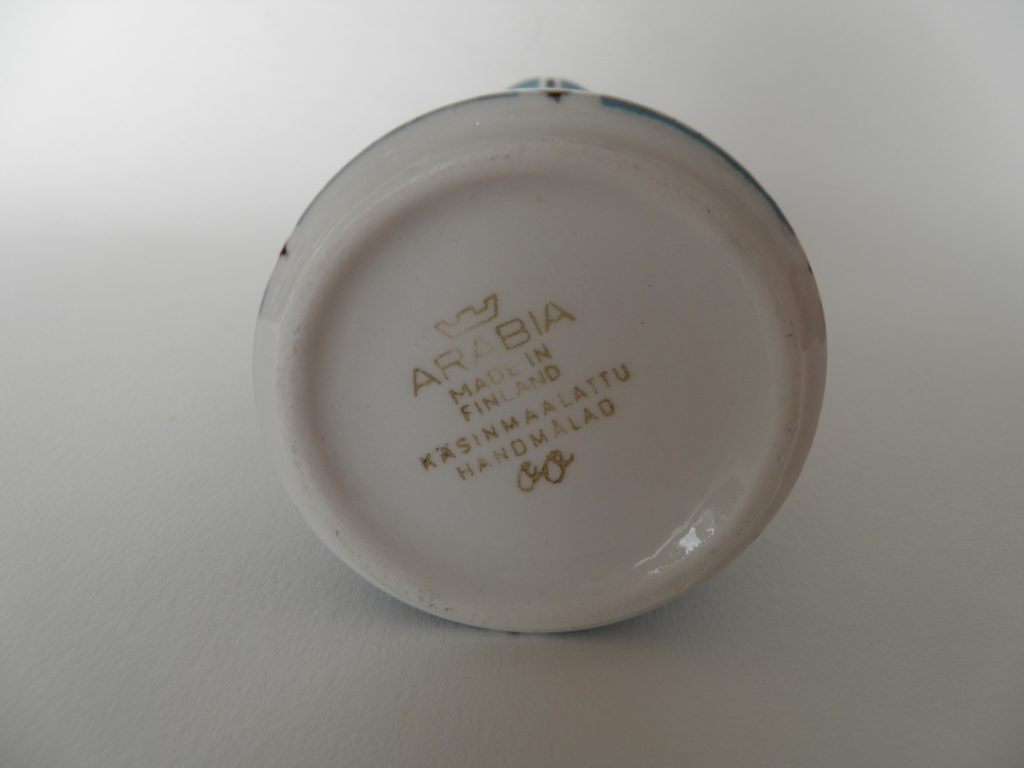 ARABIA
MADE IN
FINLAND
KÄSINMAALATTU
HANDMÅLAD